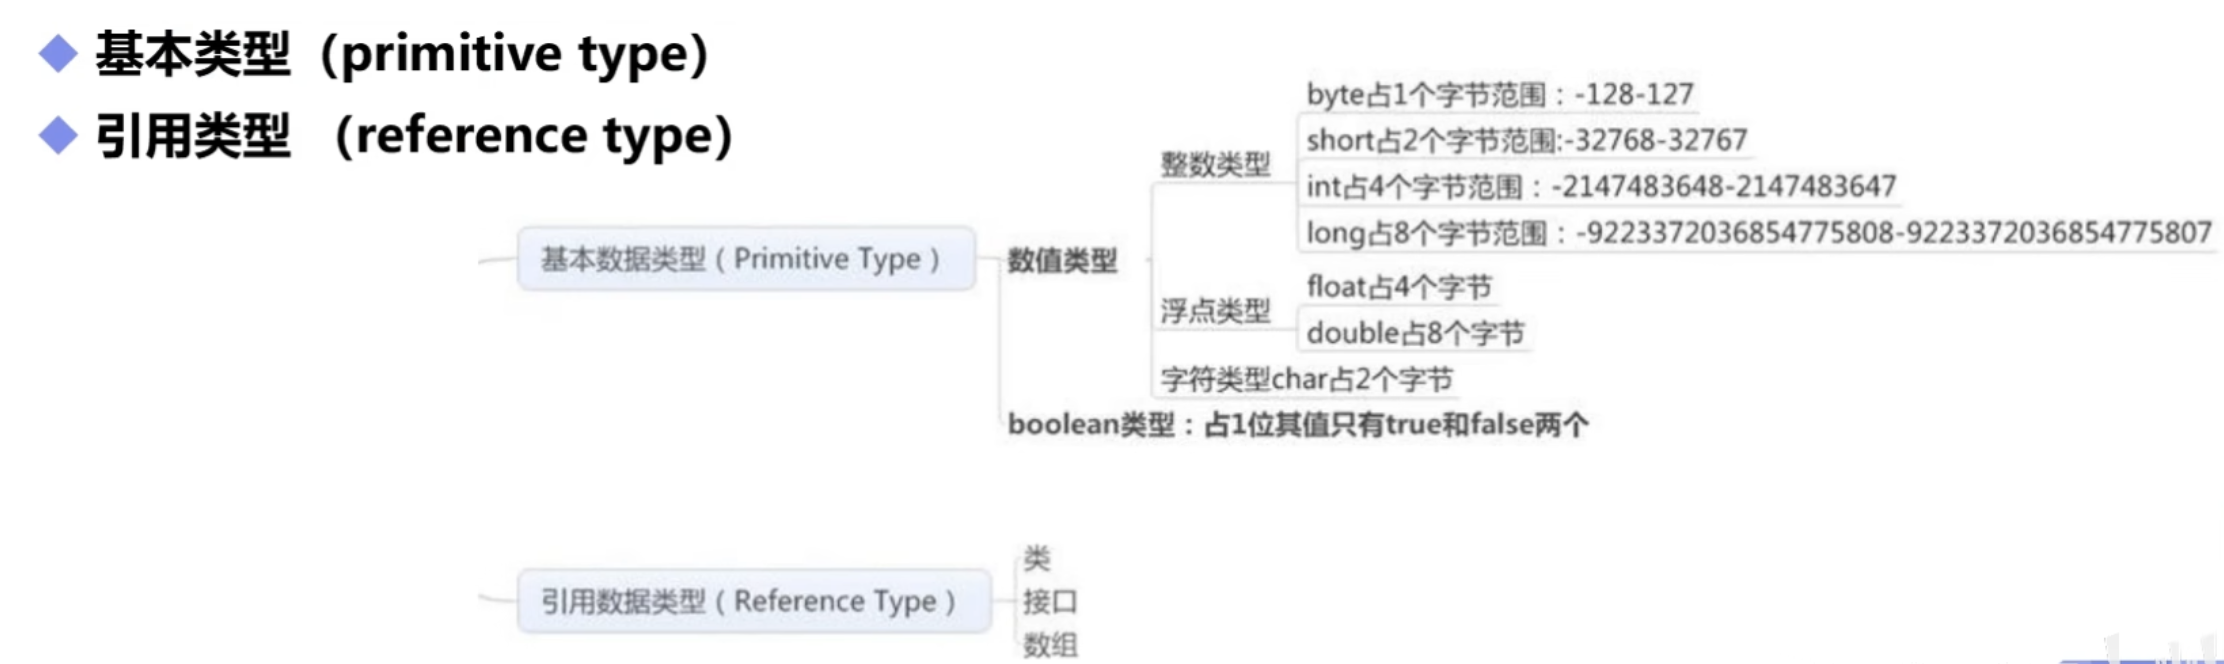 基本类型（primitive type）
引用类型 （reference type）
基本数据类型 ( Primitive Type )
数值类型
整数类型
byte占1个字节范围：-128-127
short占2个字节范围:-32768-32767
int占4个字节范围：-2147483648-2147483647
long占8个字节范围：-9223372036854775808-9223372036854775807
浮点类型
float占4个字节
double占8个字节
字符类型char占2个字节
boolean类型：占1位其值只有true和false两个
引用数据类型 ( Reference Type )
类
接口
数组